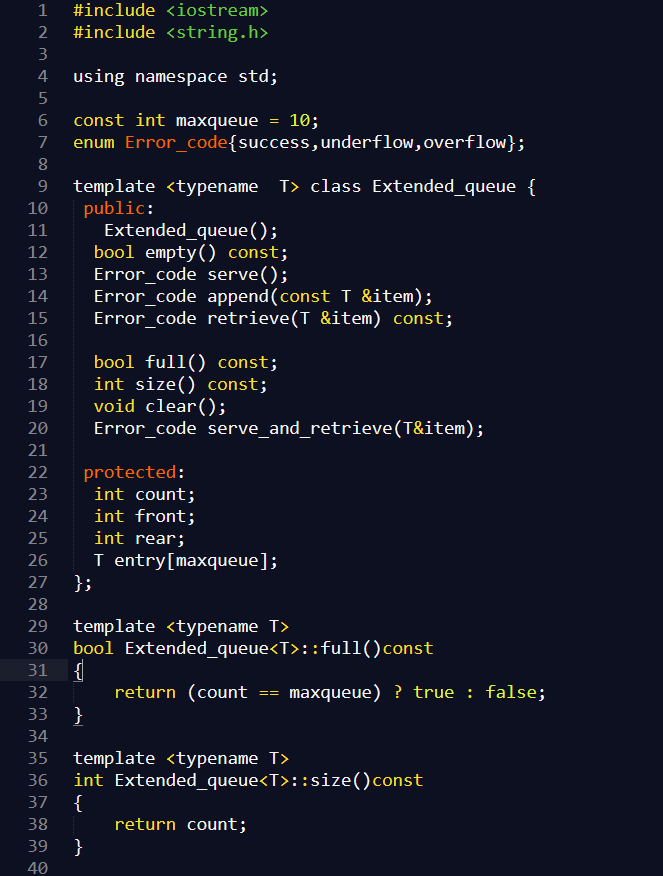 1 #include <iostream>
2 #include <string.h>
3
4 using namespace std;
5
6 const int maxqueue = 10;
7 enum Error_code{success,underflow,overflow};
8
9 template <typename  T> class Extended_queue {
10  public:
11    Extended_queue();
12   bool empty() const;
13   Error_code serve();
14   Error_code append(const T &item);
15   Error_code retrieve(T &item) const;
16
17   bool full() const;
18   int size() const;
19   void clear();
20   Error_code serve_and_retrieve(T&item);
21
22  protected:
23   int count;
24   int front;
25   int rear;
26   T entry[maxqueue];
27 };
28
29 template <typename T>
30 bool Extended_queue<T>::full()const
31 {
32     return (count == maxqueue) ? true : false;
33 }
34
35 template <typename T>
36 int Extended_queue<T>::size()const
37 {
38     return count;
39 }
40